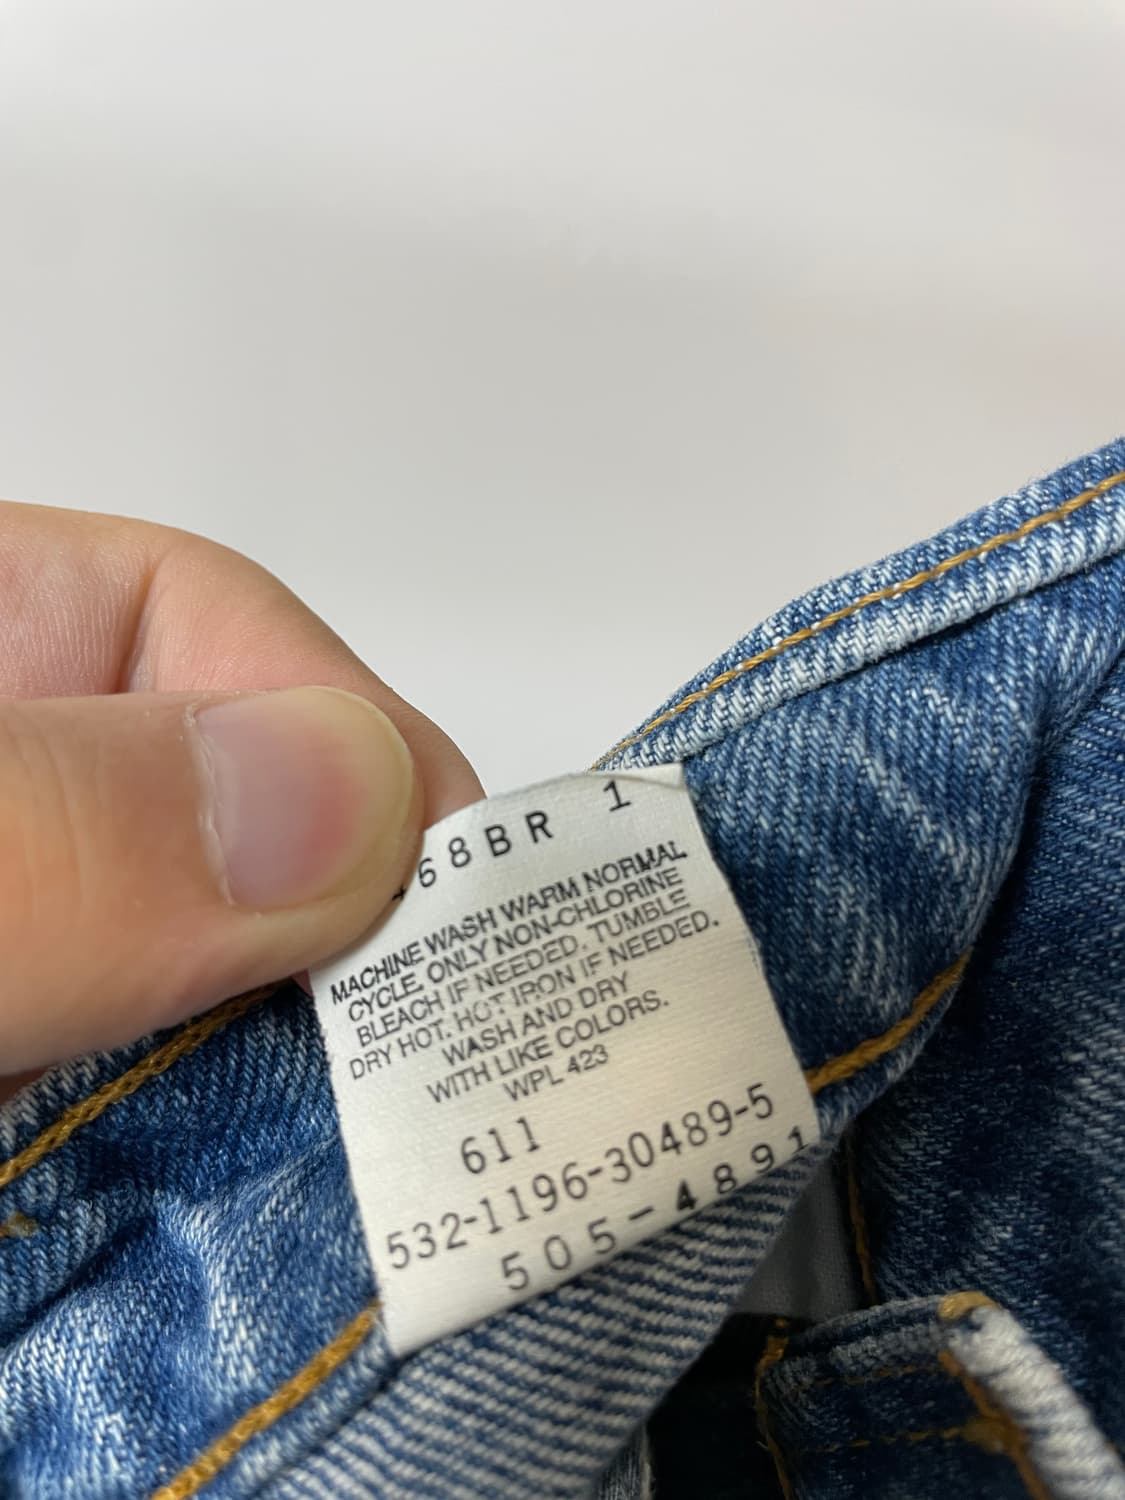 68BR 1
MACHINE WASH WARM NORMAL
CYCLE. ONLY NON-CHLORINE
BLEACH IF NEEDED. TUMBLE
DRY HOT. HOT IRON IF NEEDED.
WASH AND DRY
WITH LIKE COLORS.
WPL 423
611
532-1196-30489-5
505-4891